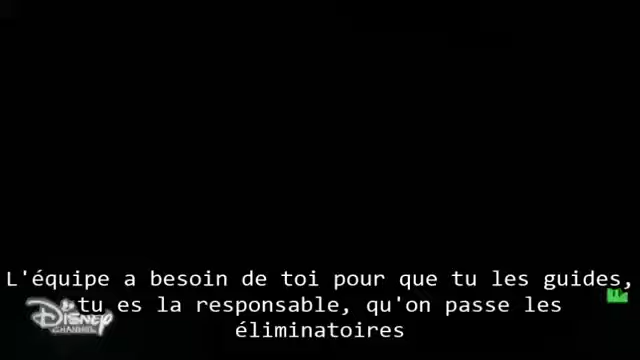 L'équipe a besoin de toi pour que tu les guides,
tu es la responsable, qu'on passe les
éliminatoires
Disney
CHANNEL